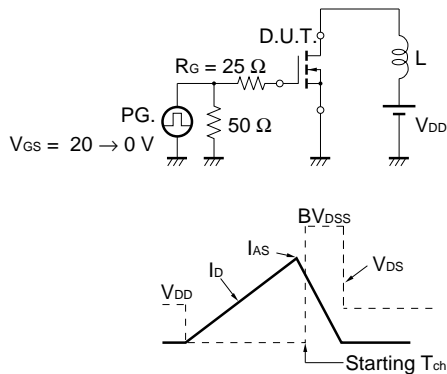 D.U.T.
RG = 25 Ω
L
PG.
50 Ω
VDD
VGS = 20 → 0 V
BVDSS
IAS
ID
VDS
VDD
Starting Tch